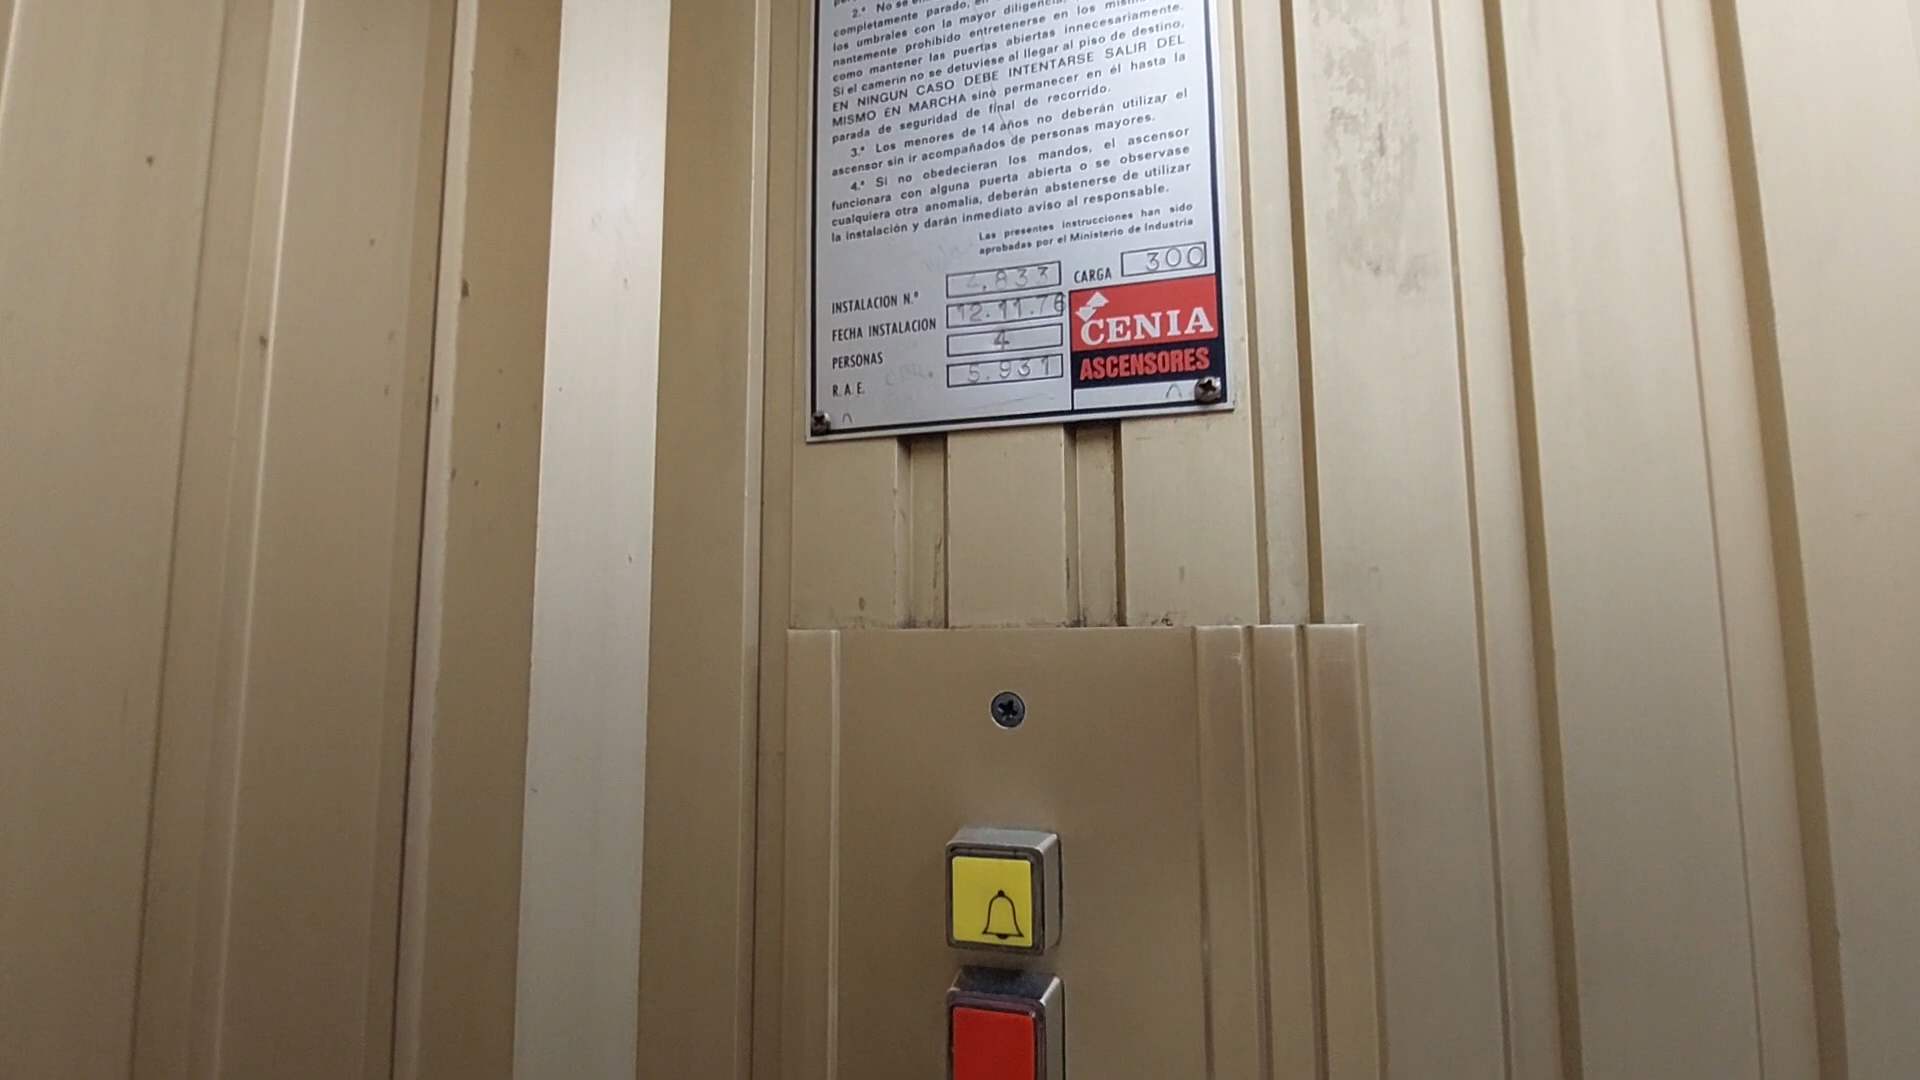 2.ª No se
completamente parado,
los umbrales con la mayor diligencia,
nantemente prohibido entretenerse en los
como mantener las puertas abiertas innecesariamente.
Si el camerin no se detuviese al llegar al piso de destino,
EN NINGUN CASO DEBE INTENTARSE SALIR DEL
MISMO EN MARCHA sino permanecer en él hasta la
parada de seguridad de final de recorrido.
3.ª Los menores de 14 años no deberán utilizar el
ascensor sin ir acompañados de personas mayores.
4.ª Si no obedecieran los mandos, el ascensor
funcionara con alguna puerta abierta o se observase
cualquiera otra anomalia, deberán abstenerse de utilizar
la instalación y darán inmediato aviso al responsable.
Las presentes instrucciones han sido
aprobadas por el Ministerio de Industria
INSTALACION N.º 4.833 CARGA 300
FECHA INSTALACION 12.11.76
PERSONAS 4
R.A.E. 5.931
CENIA
ASCENSORES